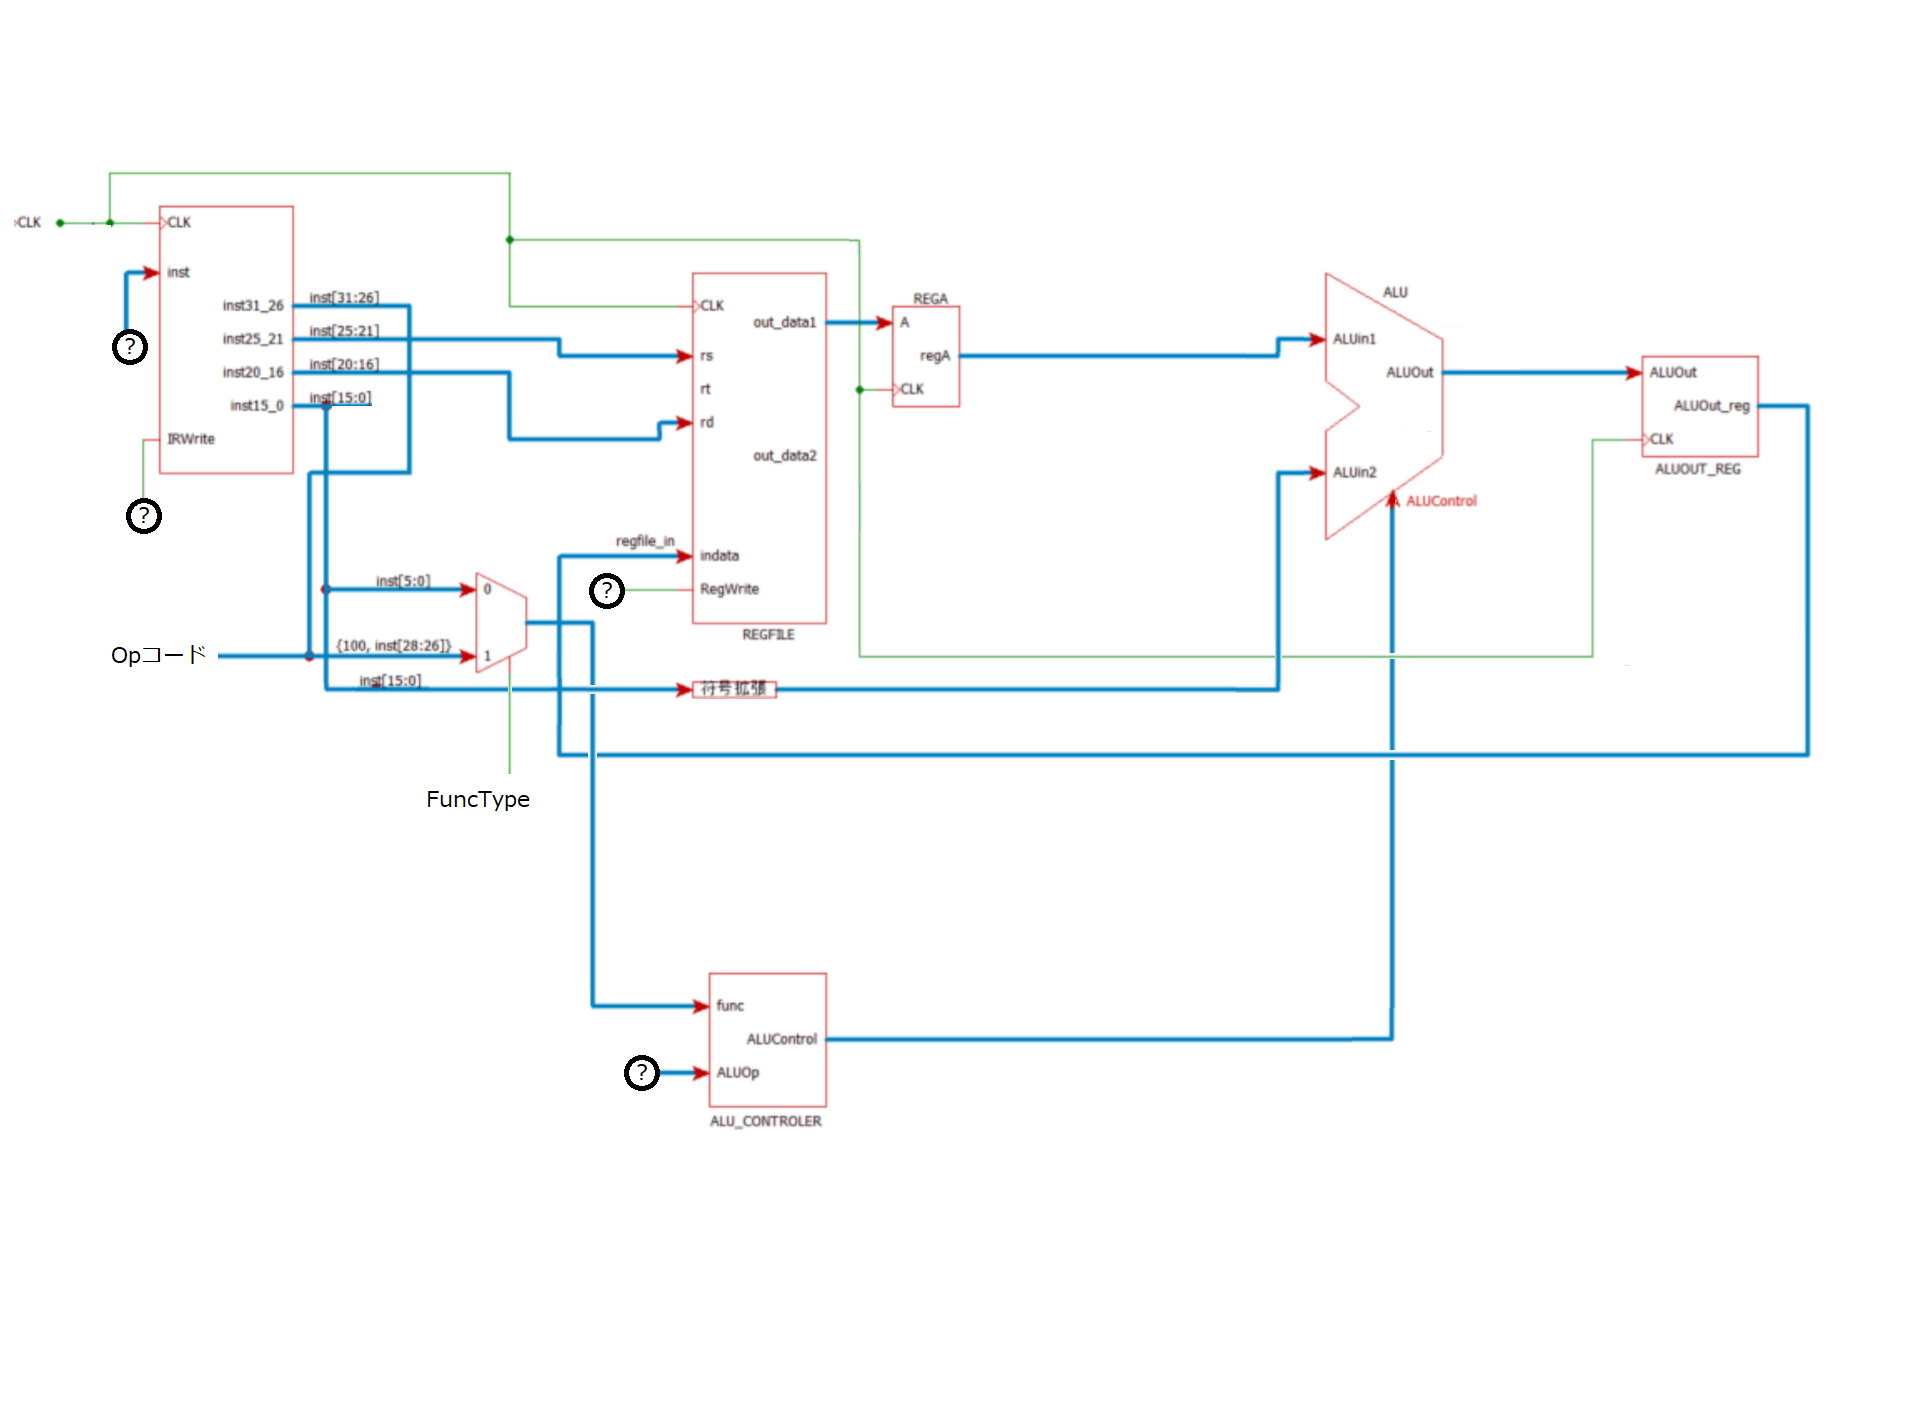 CLK
CLK
inst
inst31_26
inst[31:26]
inst25_21
inst[25:21]
inst20_16
inst[20:16]
inst15_0
inst[15:0]
IRWrite
?
?
CLK
out_data1
rs
rt
rd
out_data2
regfile_in
indata
?
RegWrite
REGFILE
REGA
A
regA
CLK
ALU
ALUin1
ALUOut
ALUin2
ALUControl
ALUOut
ALUOut_reg
CLK
ALUOUT_REG
inst[5:0]
0
Opコード
{100, inst[28:26]}
1
inst[15:0]
符号拡張
FuncType
func
ALUControl
?
ALUOp
ALU_CONTROLER